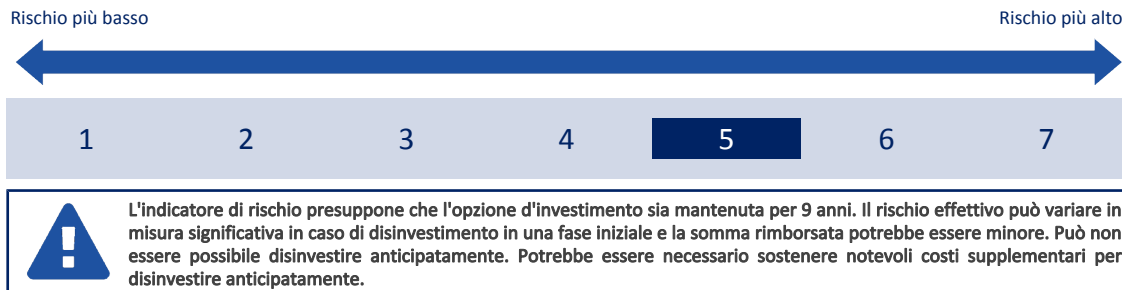 Rischio più basso Rischio più alto
1 2 3 4 5 6 7
L'indicatore di rischio presuppone che l'opzione d'investimento sia mantenuta per 9 anni. Il rischio effettivo può variare in
misura significativa in caso di disinvestimento in una fase iniziale e la somma rimborsata potrebbe essere minore. Può non
essere possibile disinvestire anticipatamente. Potrebbe essere necessario sostenere notevoli costi supplementari per
disinvestire anticipatamente.